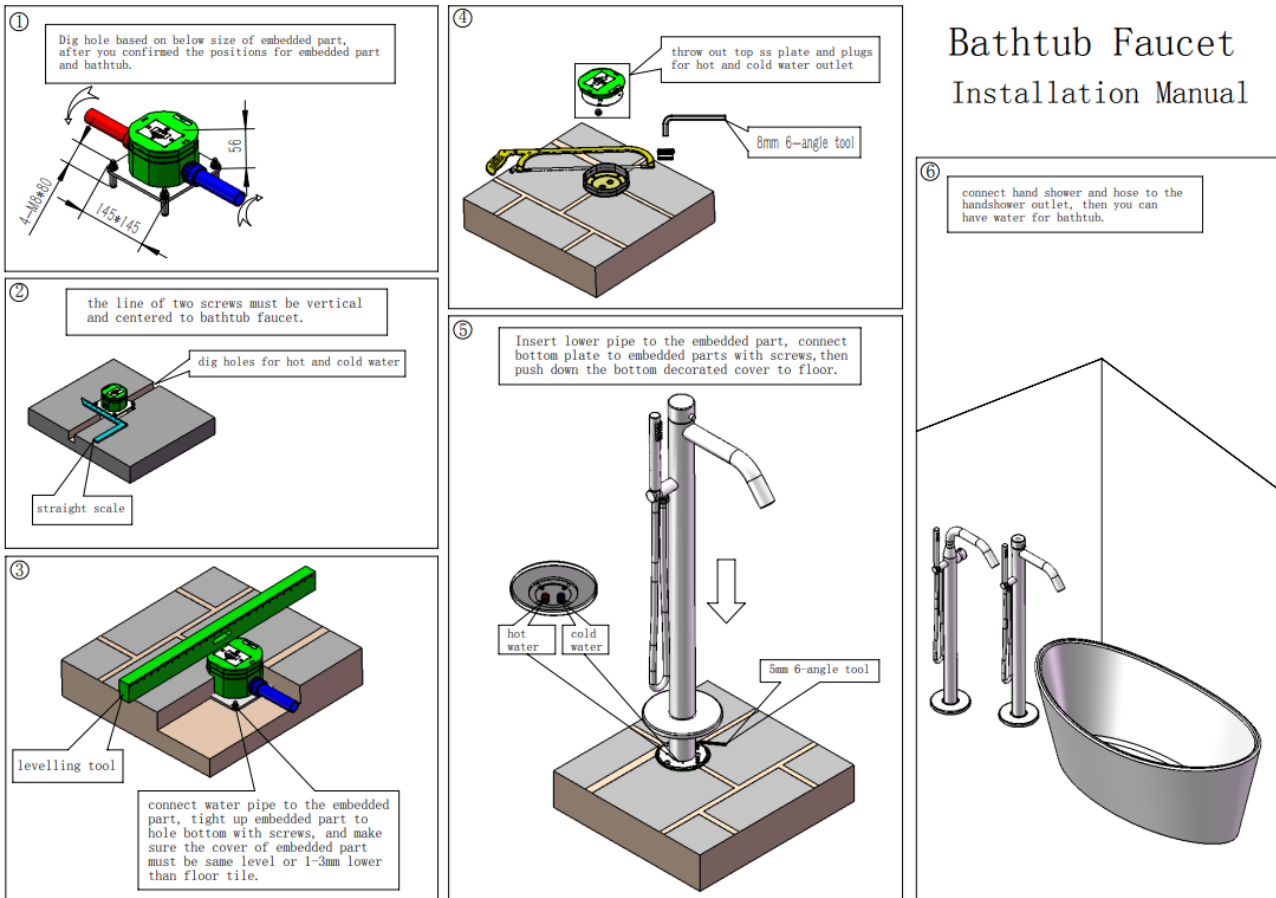 Bathtub Faucet
Installation Manual
①
Dig hole based on below size of embedded part,
after you confirmed the positions for embedded part
and bathtub.
56
4-M8*80
145*145
②
the line of two screws must be vertical
and centered to bathtub faucet.
dig holes for hot and cold water
straight scale
③
levelling tool
connect water pipe to the embedded
part, tight up embedded part to
hole bottom with screws, and make
sure the cover of embedded part
must be same level or 1-3mm lower
than floor tile.
④
throw out top ss plate and plugs
for hot and cold water outlet
8mm 6-angle tool
⑤
Insert lower pipe to the embedded part, connect
bottom plate to embedded parts with screws,then
push down the bottom decorated cover to floor.
hot
water
cold
water
5mm 6-angle tool
⑥
connect hand shower and hose to the
handshower outlet, then you can
have water for bathtub.